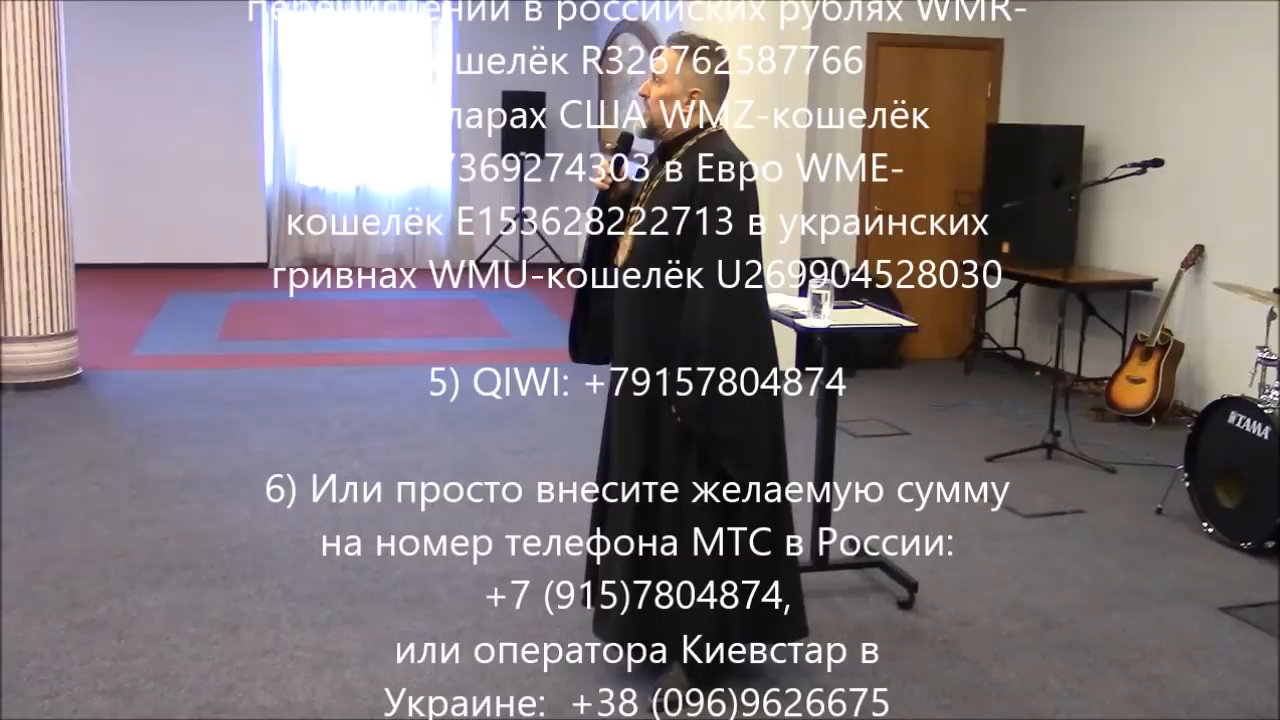 перечислении в российских рублях WMR-
шелёк R326762587766
ларах США WMZ-кошелёк
369274303 в Евро WME-
кошелёк E153628222713 в украинских
гривнах WMU-кошелёк U269904528030
5) QIWI: +79157804874
6) Или просто внесите желаемую сумму
на номер телефона МТС в России:
+7 (915)7804874,
или оператора Киевстар в
Украине: +38 (096)9626675
TAMA